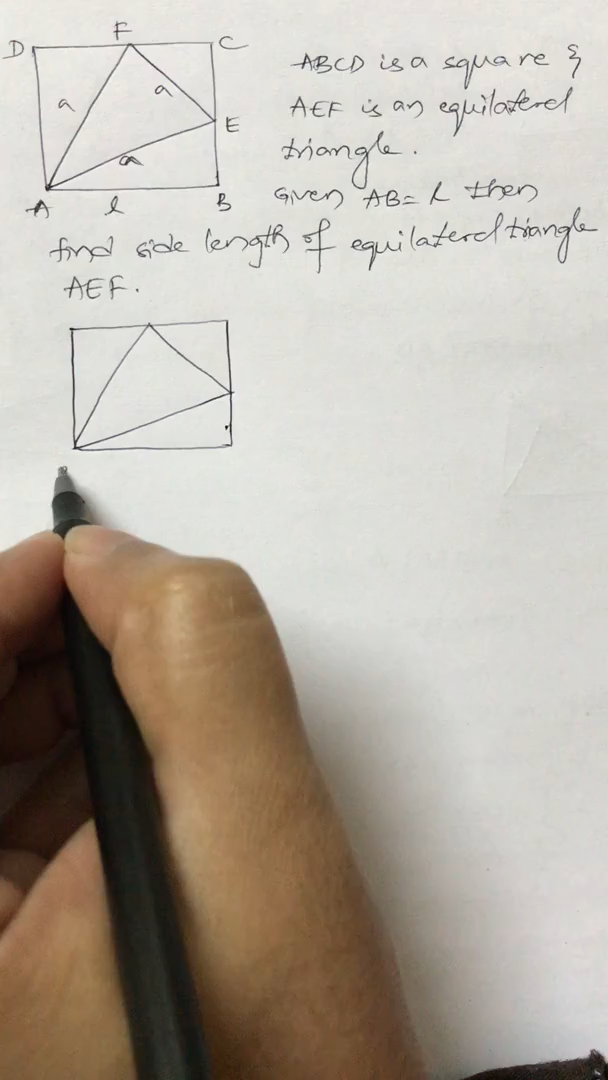 D F C
a a
E
a
A l B
ABCD is a square &
AEF is an equilateral
triangle.
Given AB = l then
find side length of equilateral triangle
AEF.